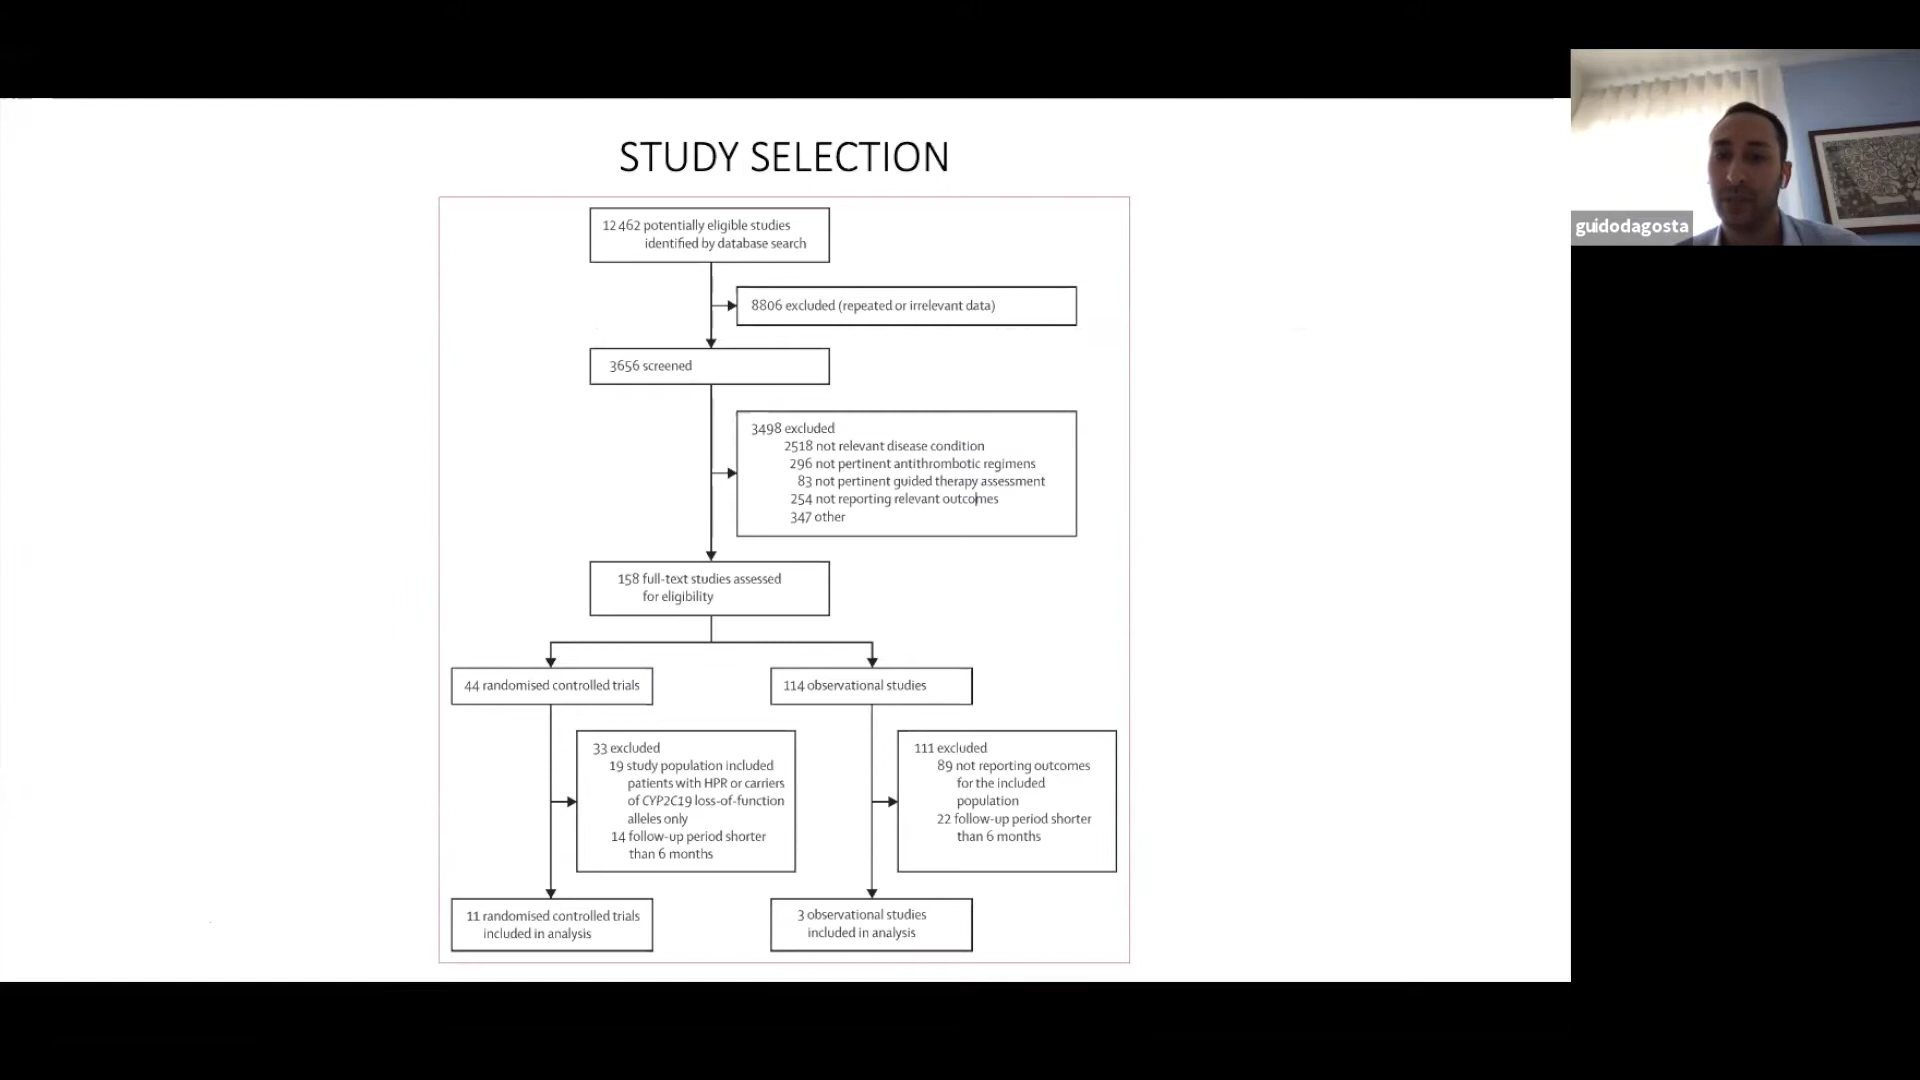 STUDY SELECTION
12 462 potentially eligible studies
identified by database search
8806 excluded (repeated or irrelevant data)
3656 screened
3498 excluded
2518 not relevant disease condition
296 not pertinent antithrombotic regimens
83 not pertinent guided therapy assessment
254 not reporting relevant outcomes
347 other
158 full-text studies assessed
for eligibility
44 randomised controlled trials
114 observational studies
33 excluded
19 study population included
patients with HPR or carriers
of CYP2C19 loss-of-function
alleles only
14 follow-up period shorter
than 6 months
111 excluded
89 not reporting outcomes
for the included
population
22 follow-up period shorter
than 6 months
11 randomised controlled trials
included in analysis
3 observational studies
included in analysis
guidodagosta